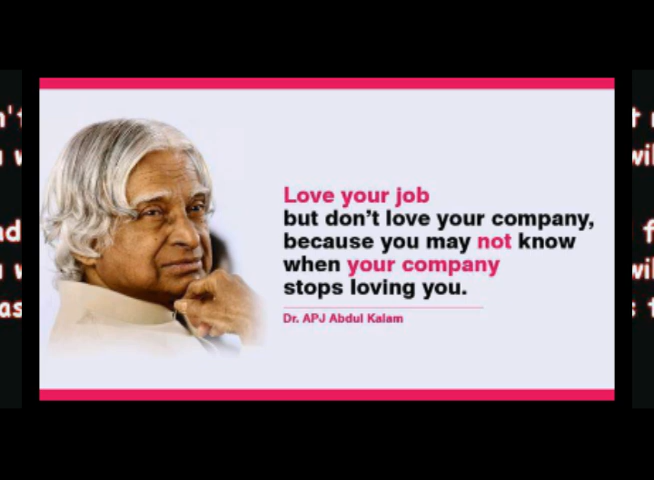 Love your job
but don't love your company,
because you may not know
when your company
stops loving you.
Dr. APJ Abdul Kalam